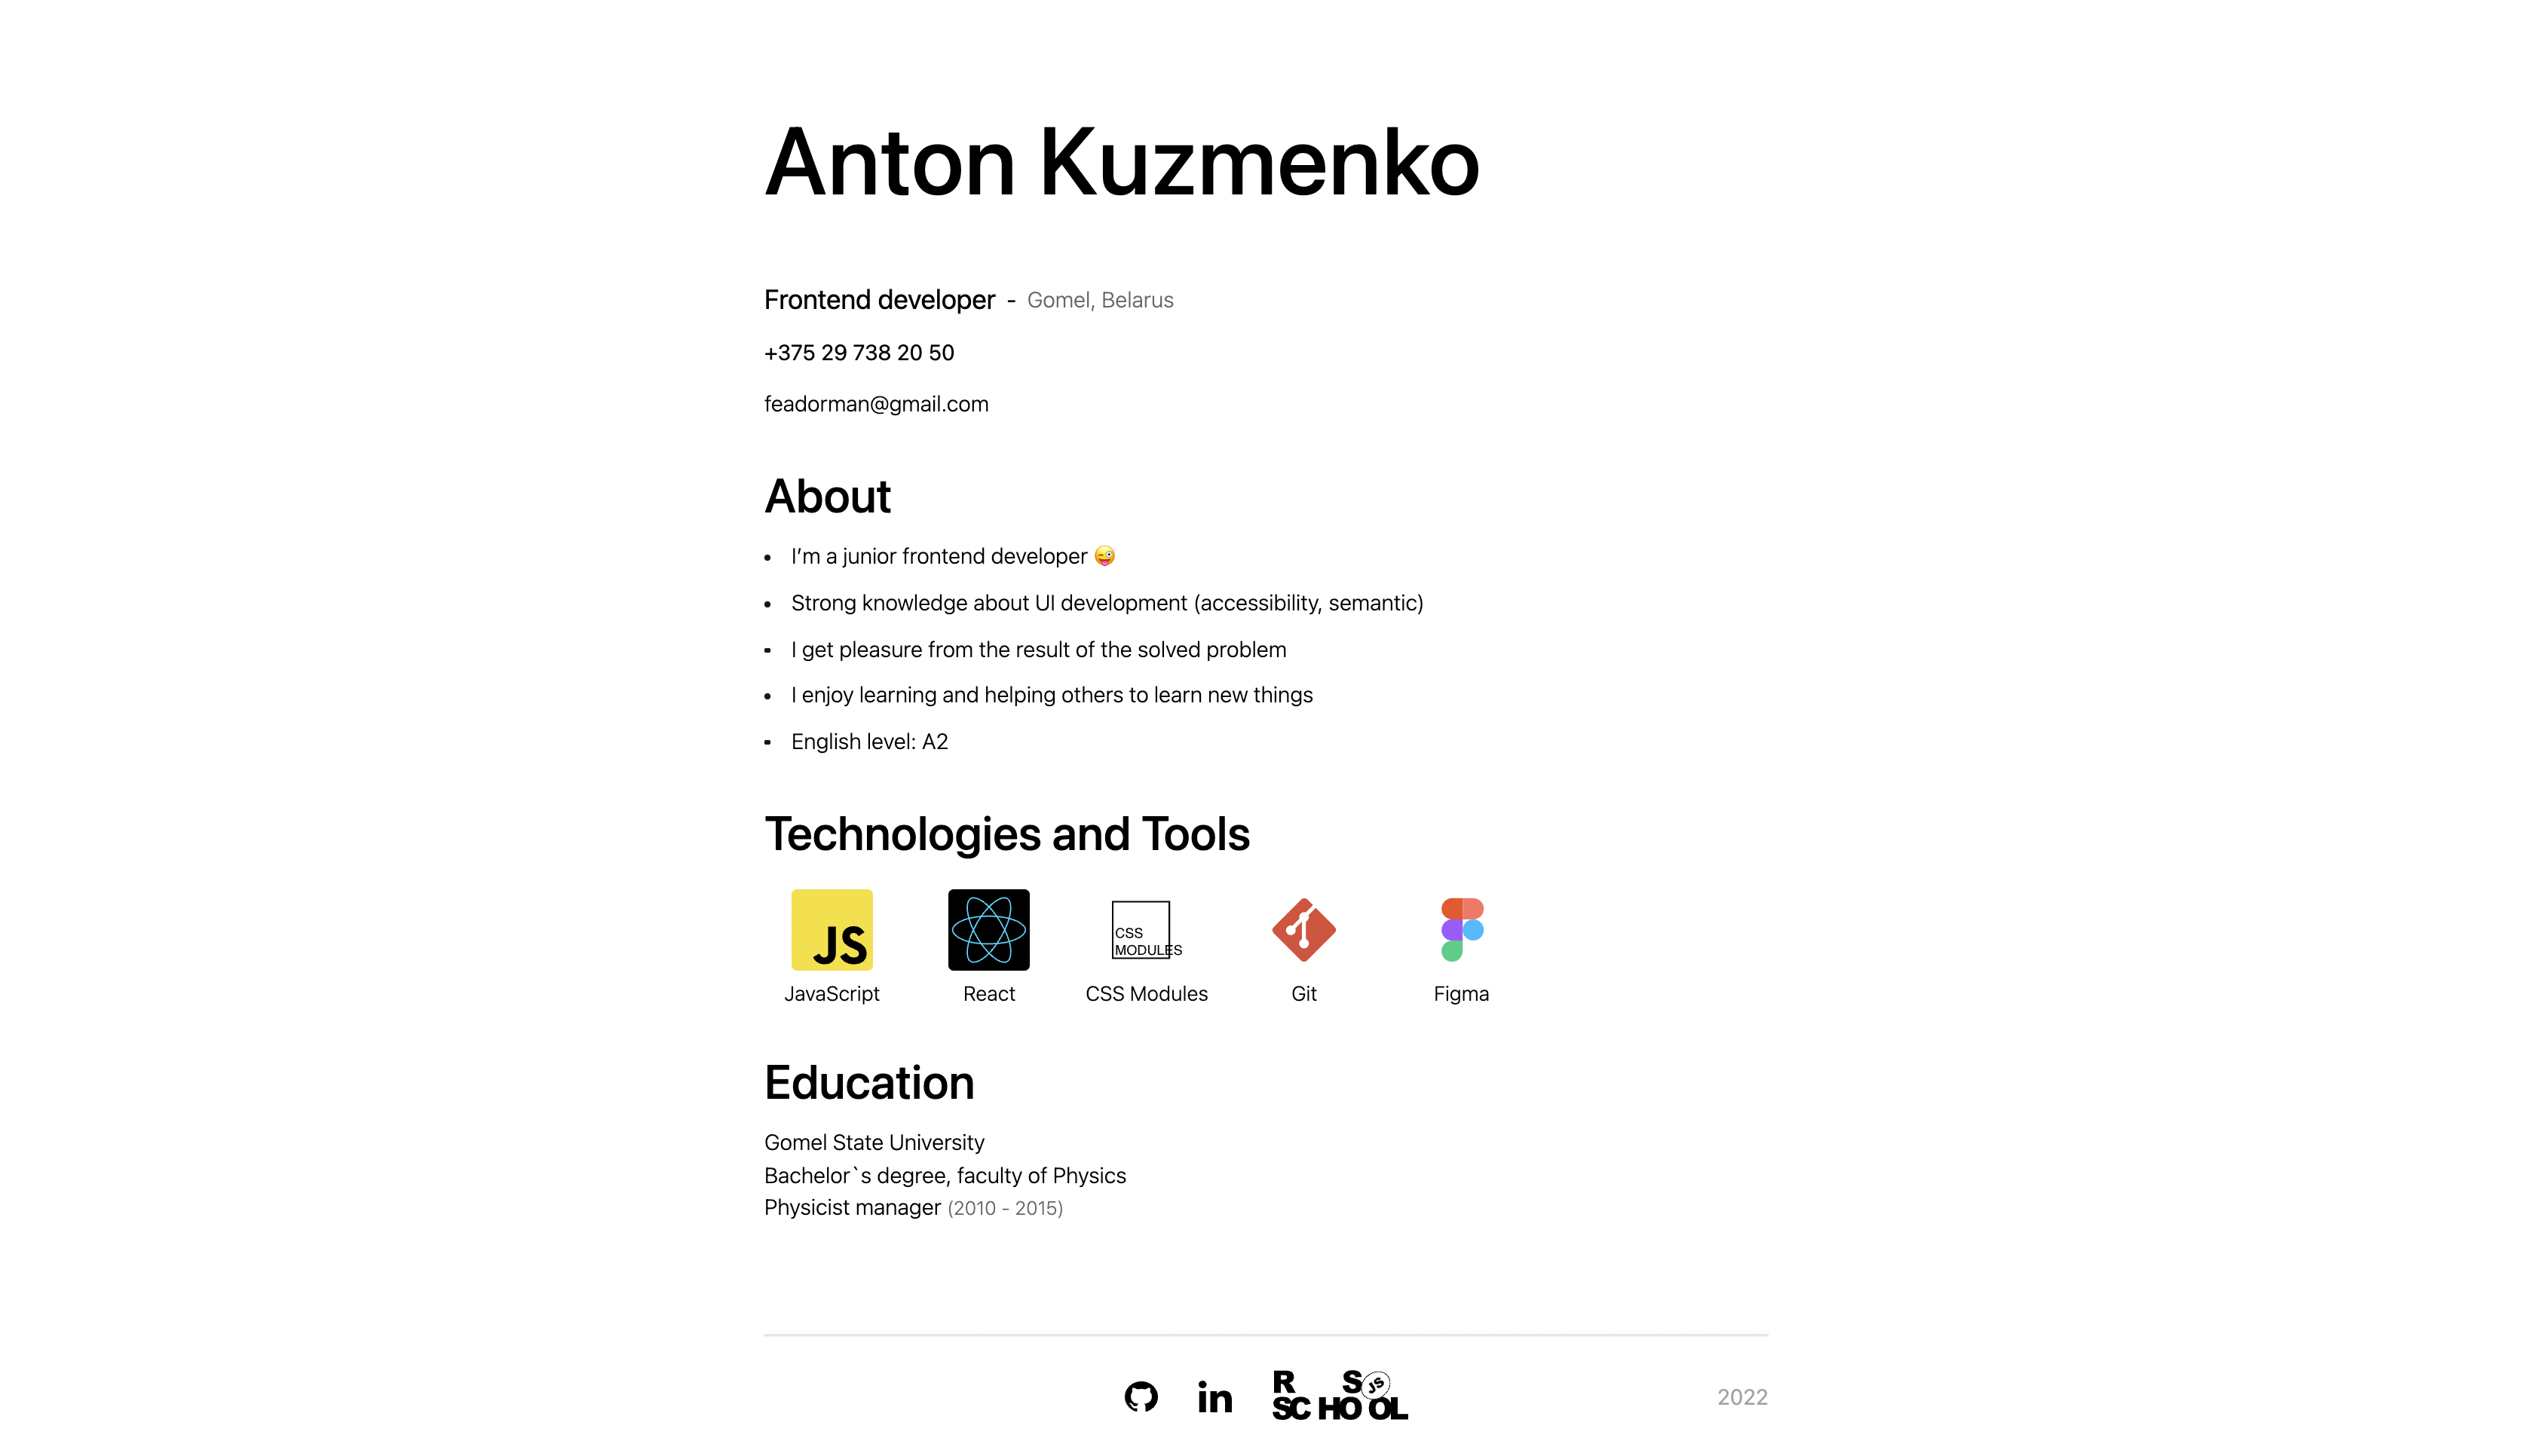 Anton Kuzmenko
Frontend developer - Gomel, Belarus
+375 29 738 20 50
feadorman@gmail.com
About
• I’m a junior frontend developer 😜
• Strong knowledge about UI development (accessibility, semantic)
• I get pleasure from the result of the solved problem
• I enjoy learning and helping others to learn new things
• English level: A2
Technologies and Tools
JS
CSS
MODULES
JavaScript React CSS Modules Git Figma
Education
Gomel State University
Bachelor`s degree, faculty of Physics
Physicist manager (2010 - 2015)
in
R S JS
SCHOOL
2022